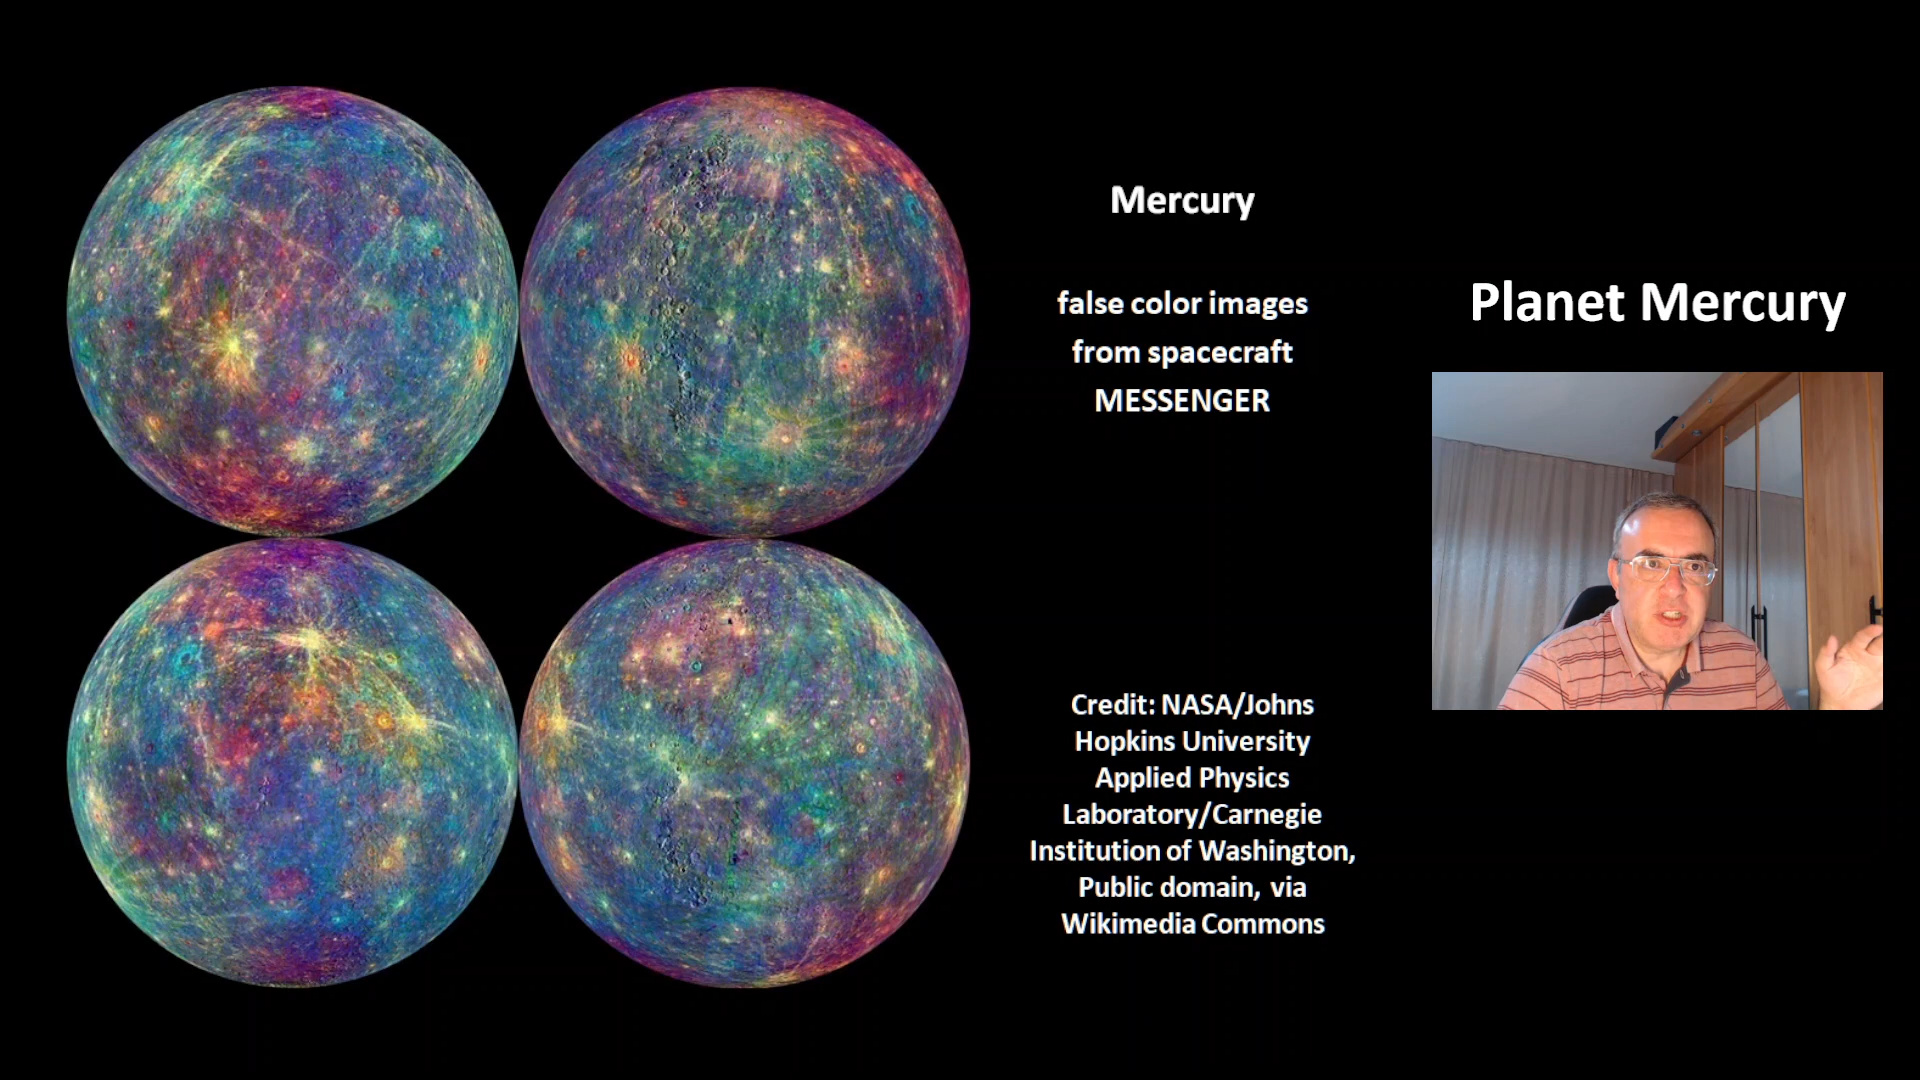 Mercury
false color images
from spacecraft
MESSENGER
Credit: NASA/Johns
Hopkins University
Applied Physics
Laboratory/Carnegie
Institution of Washington,
Public domain, via
Wikimedia Commons
Planet Mercury